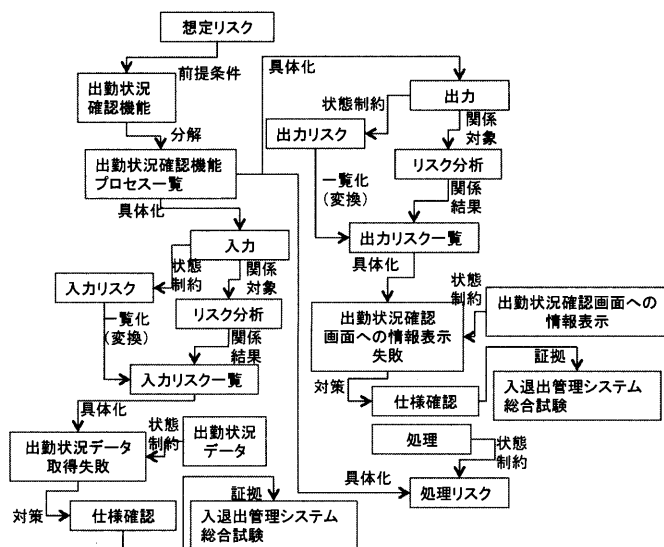 想定リスク
前提条件
出勤状況
確認機能
分解
出勤状況確認機能
プロセス一覧
具体化
入力
状態
制約
関係
対象
入力リスク
リスク分析
一覧化
(変換)
関係
結果
入力リスク一覧
具体化
出勤状況データ
取得失敗
状態
制約
出勤状況
データ
対策
仕様確認
証拠
入退出管理システム
総合試験
具体化
出力
状態制約
関係
対象
出力リスク
リスク分析
一覧化
(変換)
関係
結果
出力リスク一覧
具体化
状態
制約
出勤状況確認画面への
情報表示
出勤状況確認
画面への情報表示
失敗
対策
仕様確認
証拠
入退出管理システム
総合試験
処理
状態
制約
具体化
処理リスク